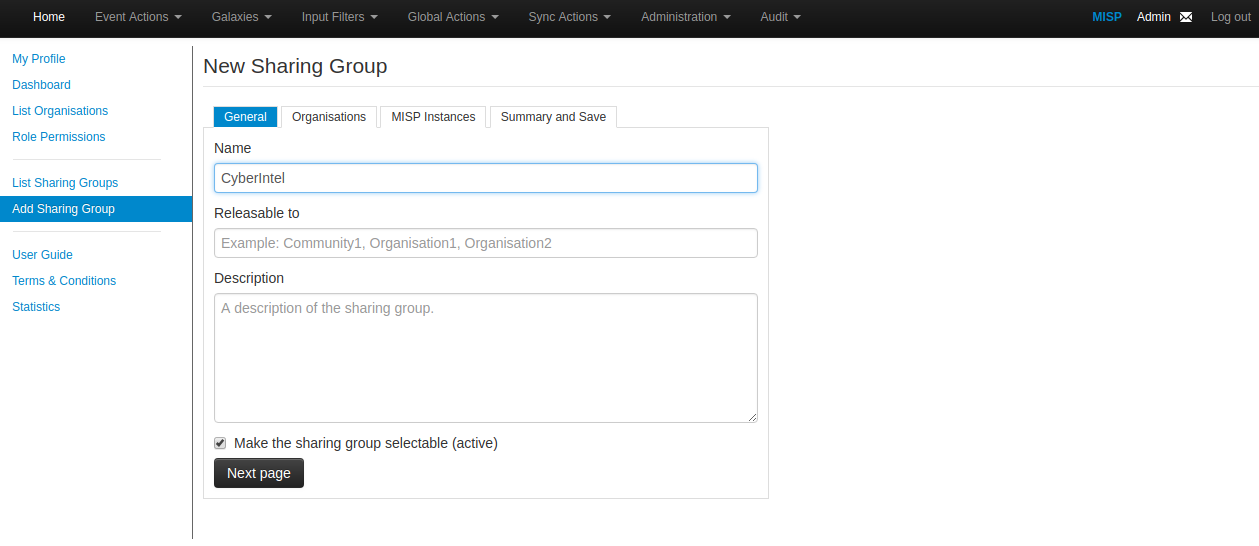 Home Event Actions Galaxies Input Filters Global Actions Sync Actions Administration Audit MISP Admin Log out
My Profile
Dashboard
List Organisations
Role Permissions
List Sharing Groups
Add Sharing Group
User Guide
Terms & Conditions
Statistics
New Sharing Group
General Organisations MISP Instances Summary and Save
Name
CyberIntel
Releasable to
Example: Community1, Organisation1, Organisation2
Description
A description of the sharing group.
Make the sharing group selectable (active)
Next page